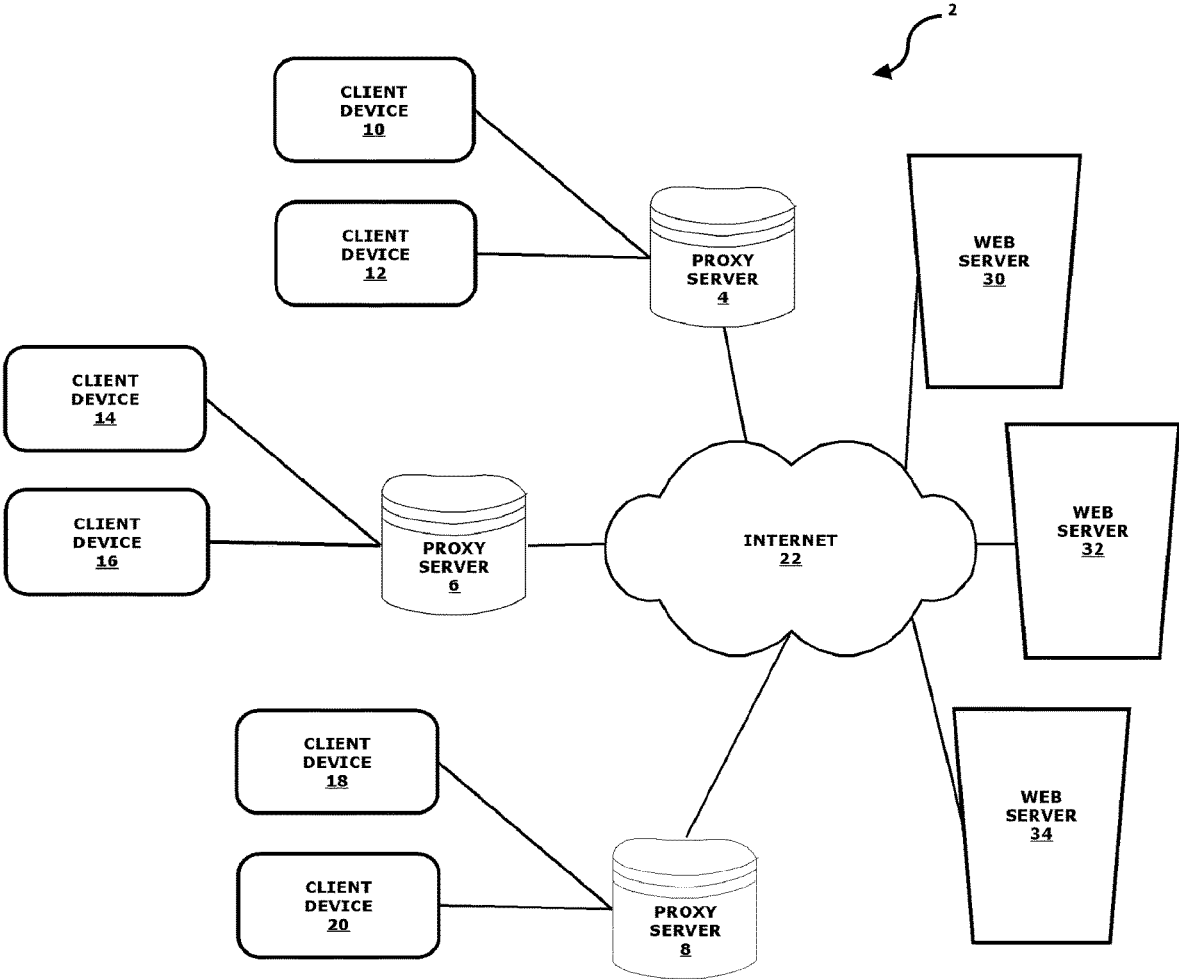 2
CLIENT
DEVICE
10
CLIENT
DEVICE
12
PROXY
SERVER
4
WEB
SERVER
30
CLIENT
DEVICE
14
CLIENT
DEVICE
16
PROXY
SERVER
6
INTERNET
22
WEB
SERVER
32
CLIENT
DEVICE
18
CLIENT
DEVICE
20
PROXY
SERVER
8
WEB
SERVER
34